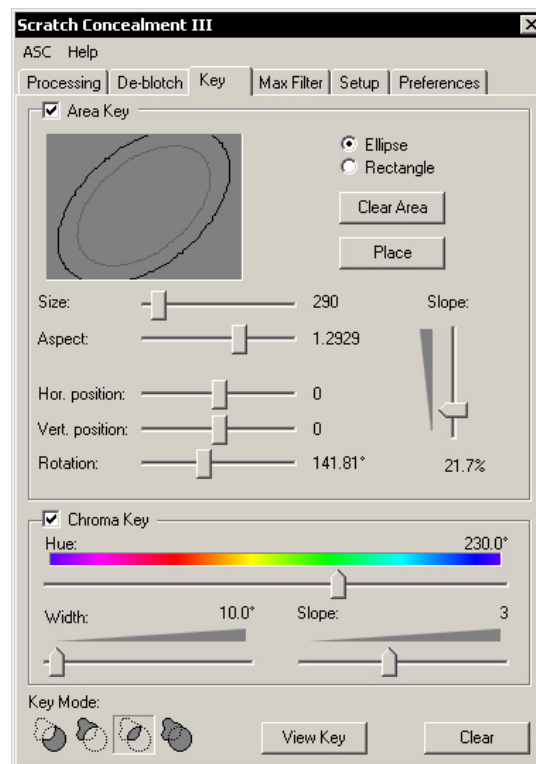 Scratch Concealment III
ASC Help
Processing De-blotch Key Max Filter Setup Preferences
Area Key
Ellipse
Rectangle
Clear Area
Place
Size: 290 Slope:
Aspect: 1.2929
Hor. position: 0
Vert. position: 0
Rotation: 141.81° 21.7%
Chroma Key
Hue: 230.0°
Width: 10.0° Slope: 3
Key Mode:
View Key Clear